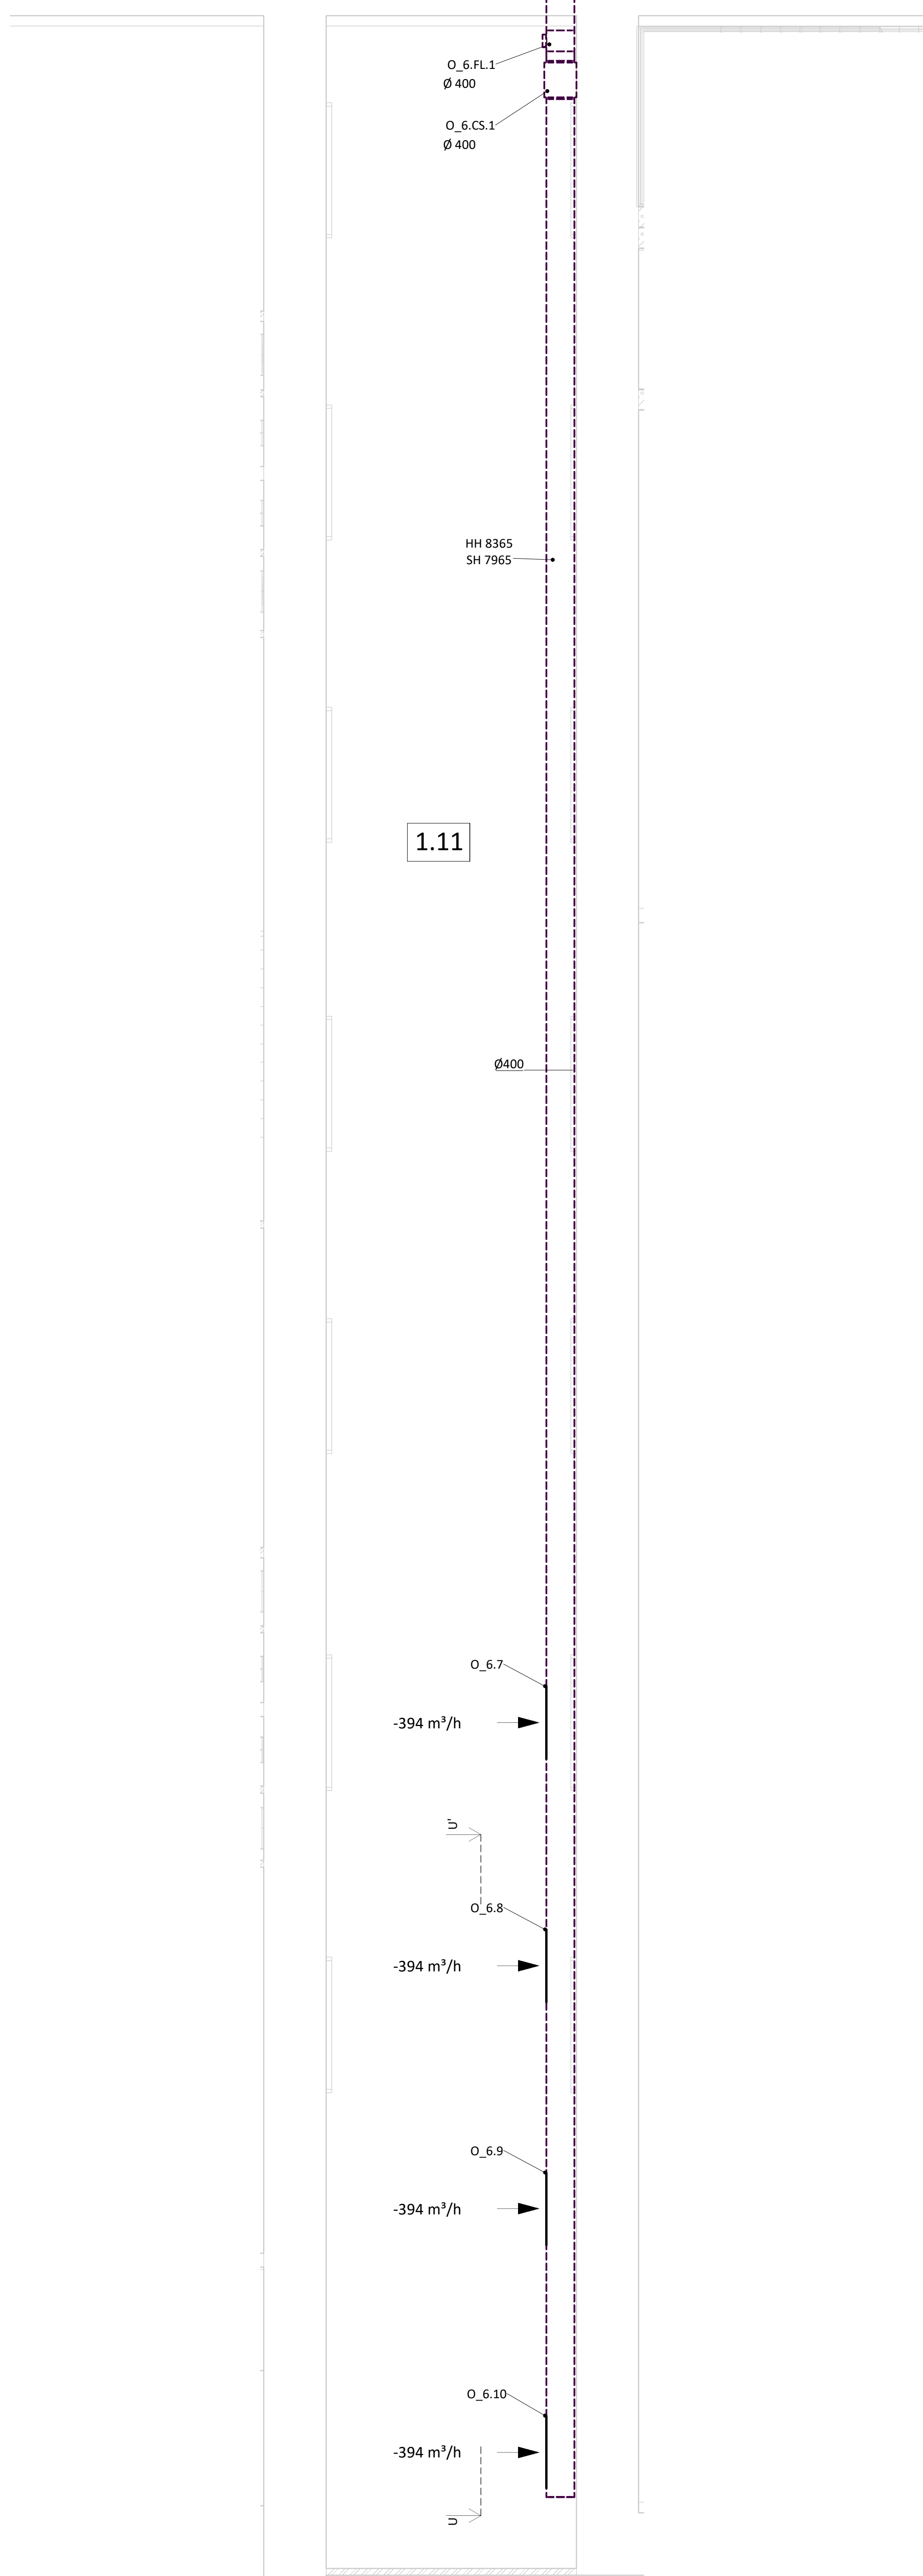 O_6.FL.1
Ø 400
O_6.CS.1
Ø 400
HH 8365
SH 7965
1.11
Ø400
O_6.7
-394 m³/h
U'
O_6.8
-394 m³/h
O_6.9
-394 m³/h
O_6.10
-394 m³/h
U